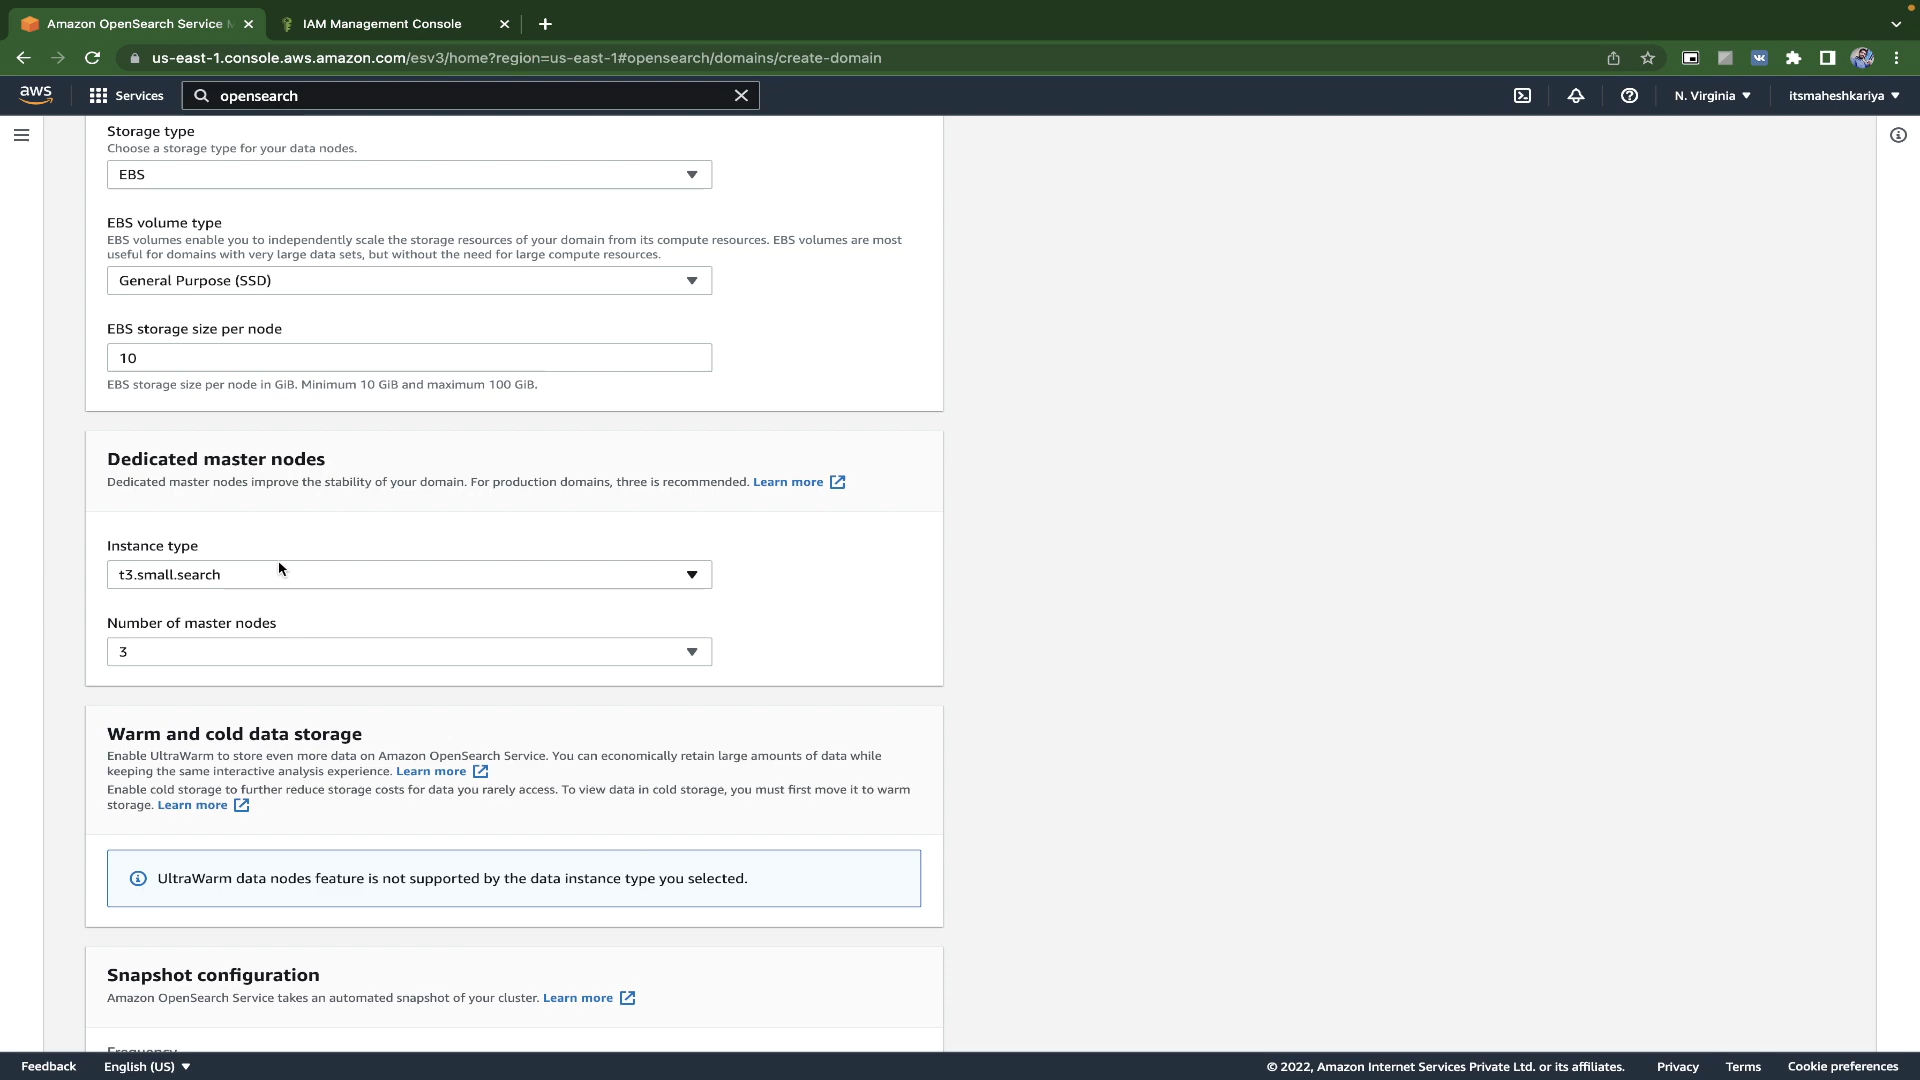 Amazon OpenSearch Service M
IAM Management Console
us-east-1.console.aws.amazon.com/esv3/home?region=us-east-1#opensearch/domains/create-domain
aws
Services
opensearch
N. Virginia
itsmaheshkariya
Storage type
Choose a storage type for your data nodes.
EBS
EBS volume type
EBS volumes enable you to independently scale the storage resources of your domain from its compute resources. EBS volumes are most
useful for domains with very large data sets, but without the need for large compute resources.
General Purpose (SSD)
EBS storage size per node
10
EBS storage size per node in GiB. Minimum 10 GiB and maximum 100 GiB.
Dedicated master nodes
Dedicated master nodes improve the stability of your domain. For production domains, three is recommended. Learn more
Instance type
t3.small.search
Number of master nodes
3
Warm and cold data storage
Enable UltraWarm to store even more data on Amazon OpenSearch Service. You can economically retain large amounts of data while
keeping the same interactive analysis experience. Learn more
Enable cold storage to further reduce storage costs for data you rarely access. To view data in cold storage, you must first move it to warm
storage. Learn more
UltraWarm data nodes feature is not supported by the data instance type you selected.
Snapshot configuration
Amazon OpenSearch Service takes an automated snapshot of your cluster. Learn more
Frequency
Feedback
English (US)
© 2022, Amazon Internet Services Private Ltd. or its affiliates.
Privacy
Terms
Cookie preferences